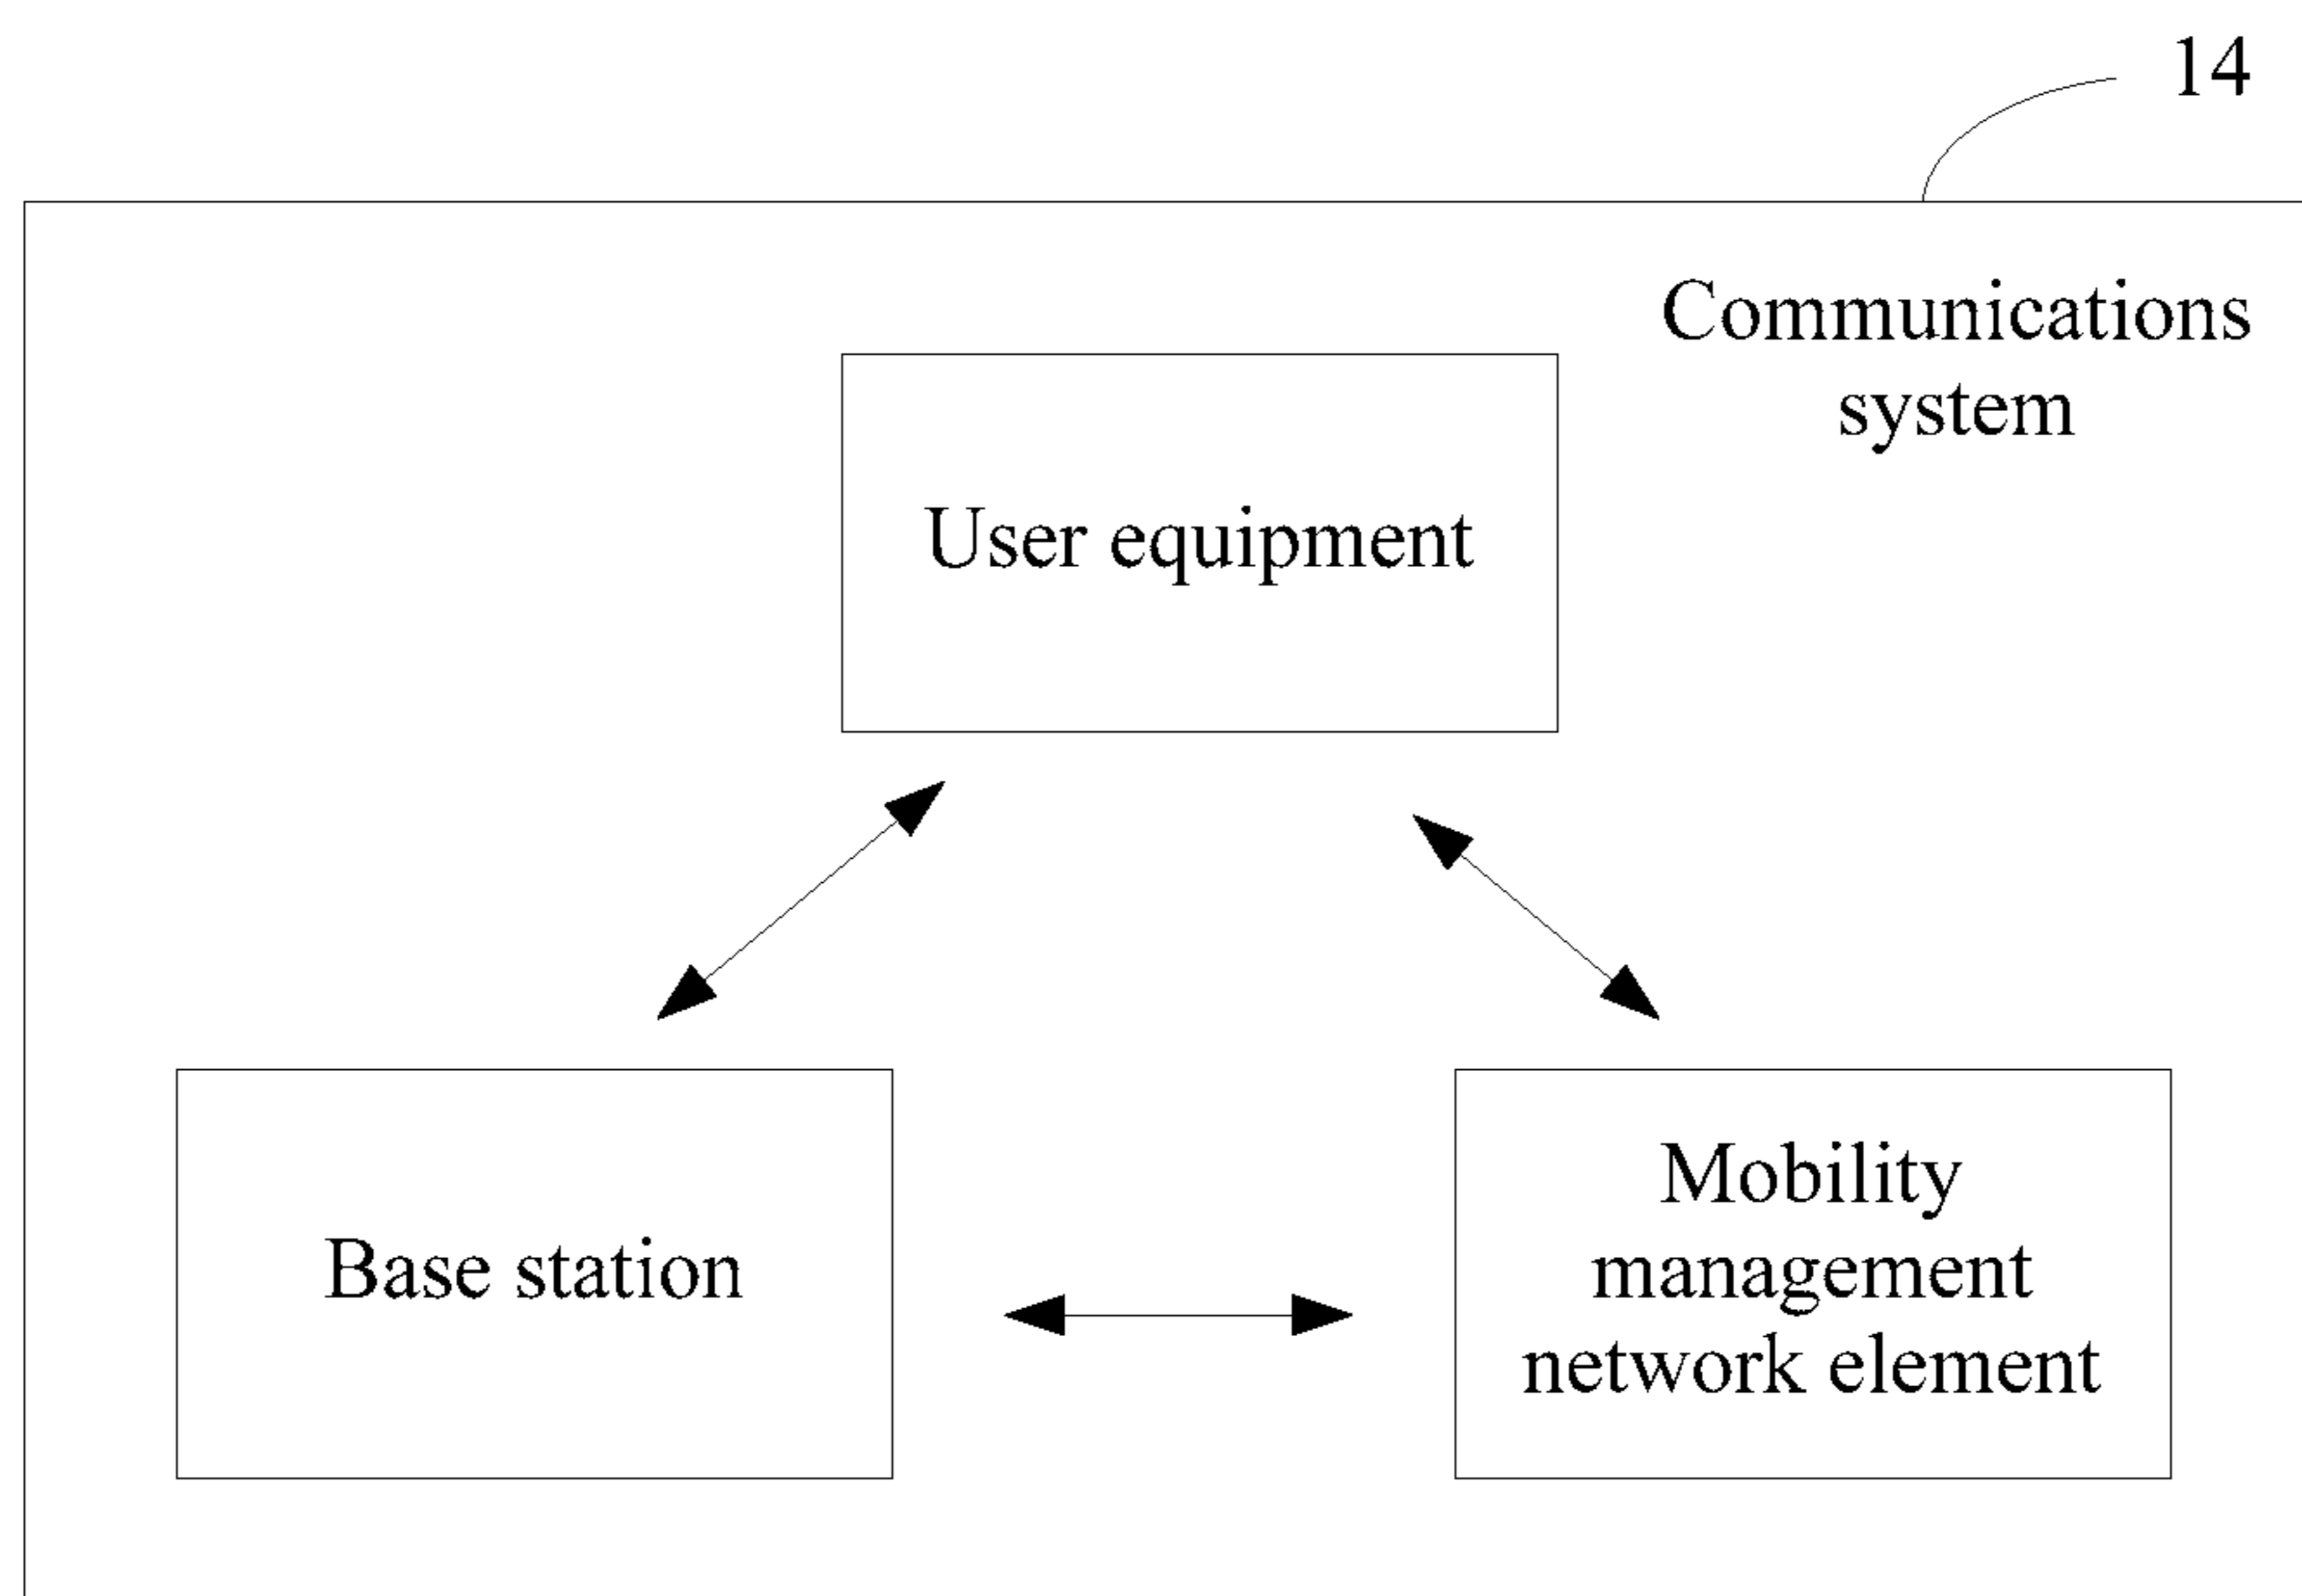 14
Communications
system
User equipment
Base station
Mobility
management
network element